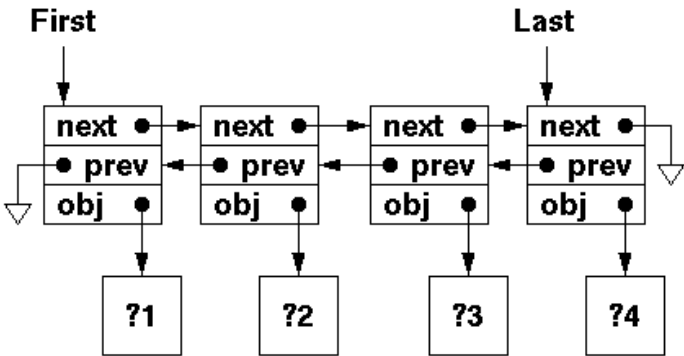 First Last
next next next next
prev prev prev prev
obj obj obj obj
?1 ?2 ?3 ?4